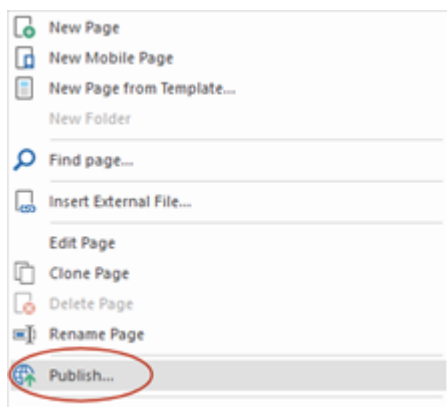 New Page
New Mobile Page
New Page from Template...
New Folder
Find page...
Insert External File...
Edit Page
Clone Page
Delete Page
Rename Page
Publish...